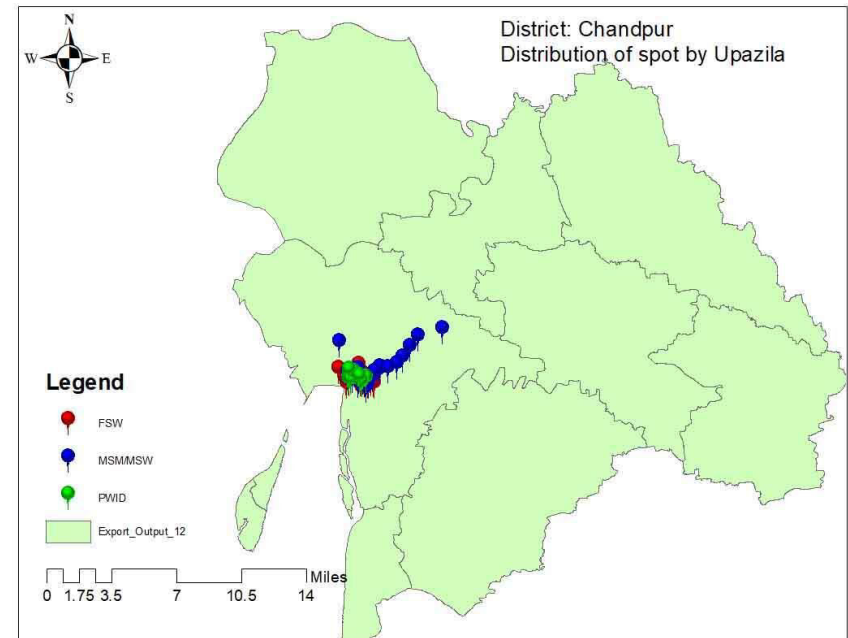 N
W E
S
District: Chandpur
Distribution of spot by Upazila
Legend
FSW
MSM/MSW
PWID
Export_Output_12
Miles
0 1.75 3.5 7 10.5 14